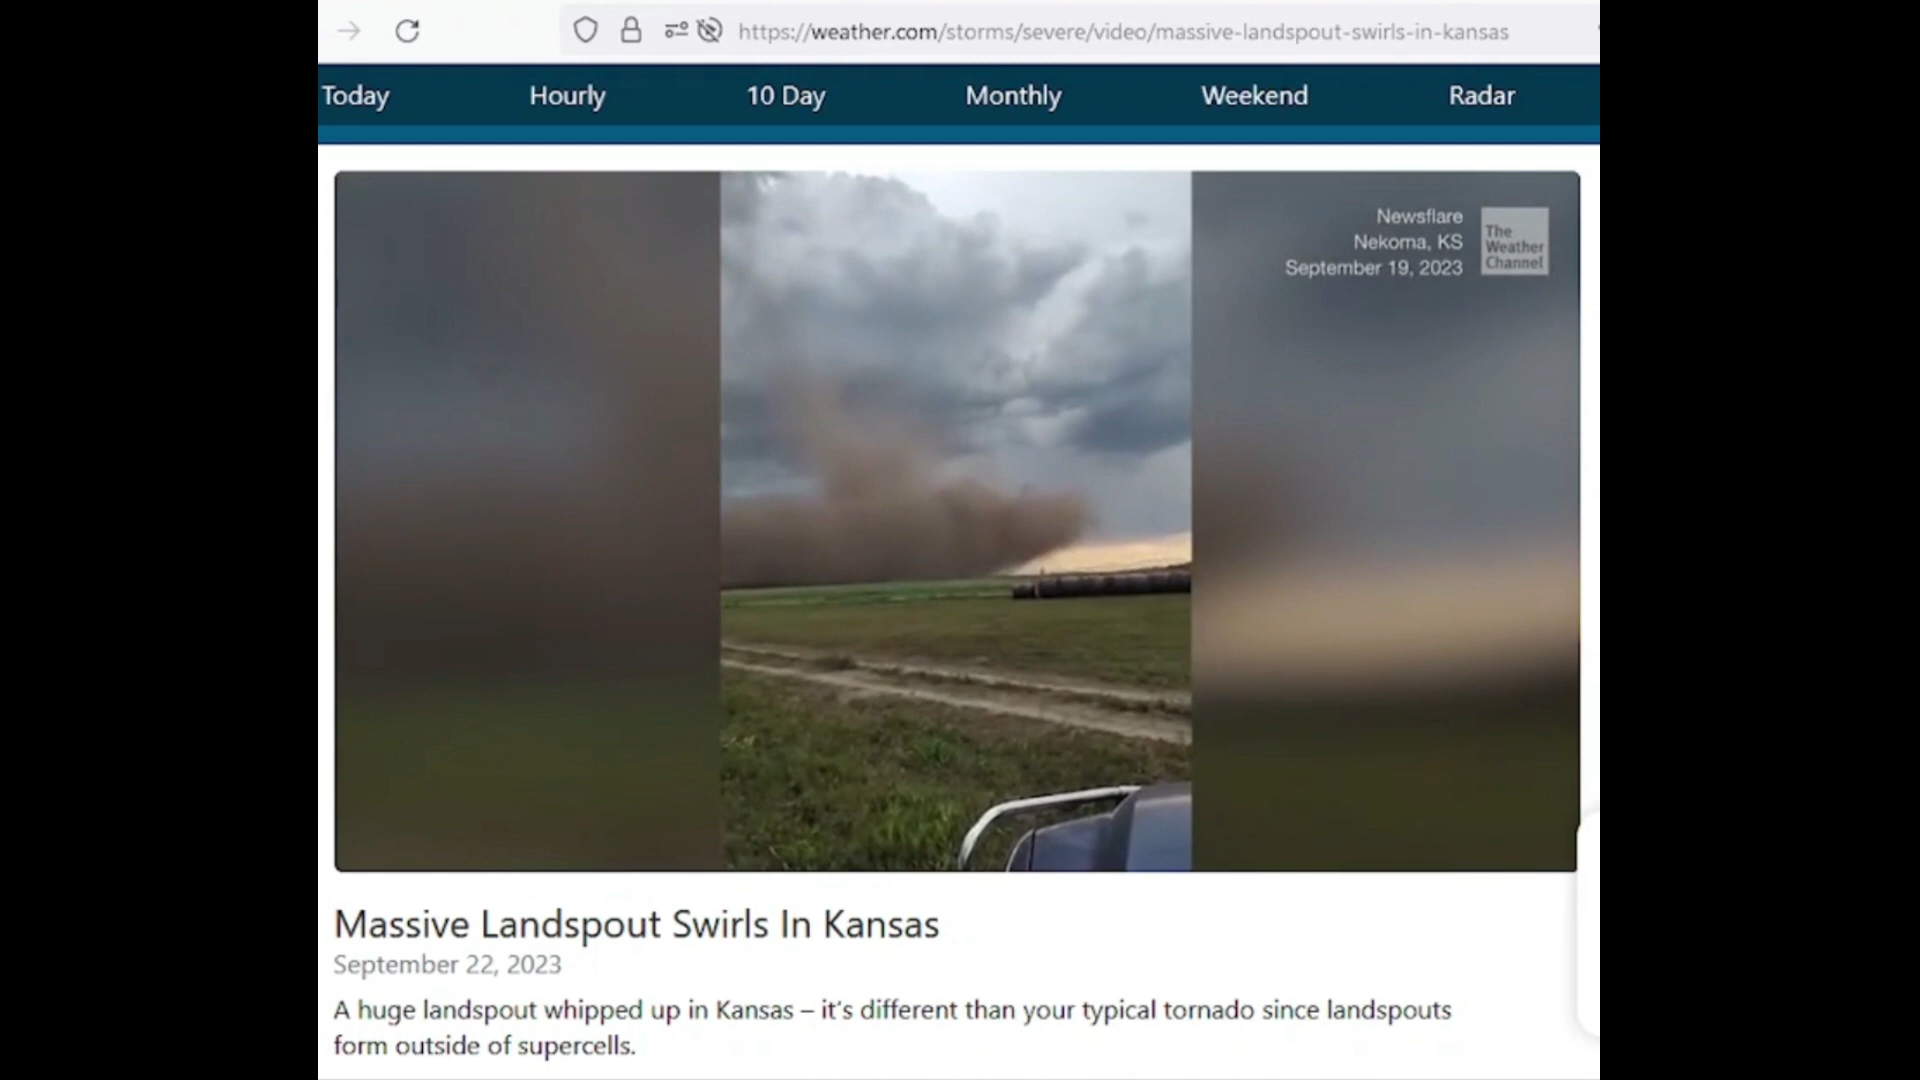 https://weather.com/storms/severe/video/massive-landspout-swirls-in-kansas
Today Hourly 10 Day Monthly Weekend Radar
Newsflare
Nekoma, KS
September 19, 2023
The
Weather
Channel
Massive Landspout Swirls In Kansas
September 22, 2023
A huge landspout whipped up in Kansas – it's different than your typical tornado since landspouts
form outside of supercells.